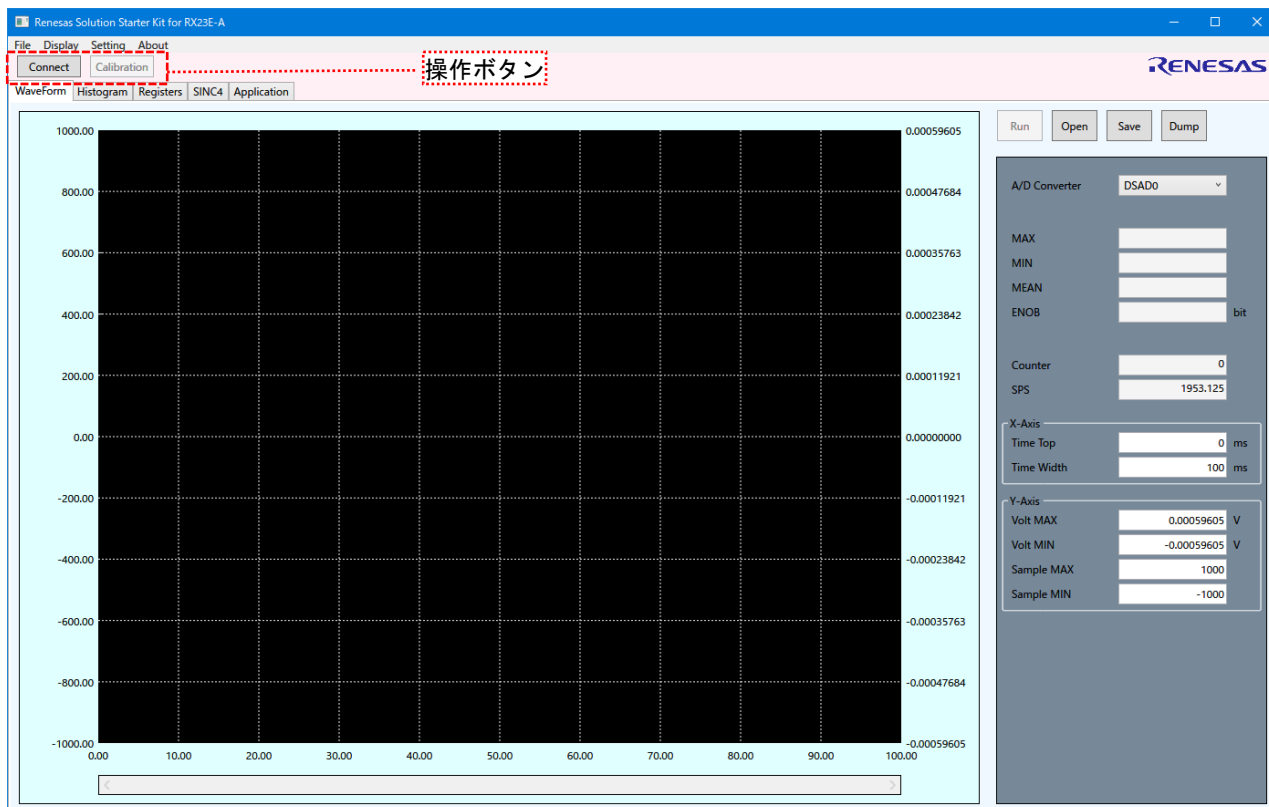 Renesas Solution Starter Kit for RX23E-A
File Display Setting About
Connect Calibration 操作ボタン RENESAS
WaveForm Histogram Registers SINC4 Application
Run Open Save Dump
1000.00 0.00059605
800.00 0.00047684
600.00 0.00035763
400.00 0.00023842
200.00 0.00011921
0.00 0.00000000
-200.00 -0.00011921
-400.00 -0.00023842
-600.00 -0.00035763
-800.00 -0.00047684
-1000.00 -0.00059605
0.00 10.00 20.00 30.00 40.00 50.00 60.00 70.00 80.00 90.00 100.00
A/D Converter DSAD0
MAX
MIN
MEAN
ENOB bit
Counter 0
SPS 1953.125
X-Axis
Time Top 0 ms
Time Width 100 ms
Y-Axis
Volt MAX 0.00059605 V
Volt MIN -0.00059605 V
Sample MAX 1000
Sample MIN -1000